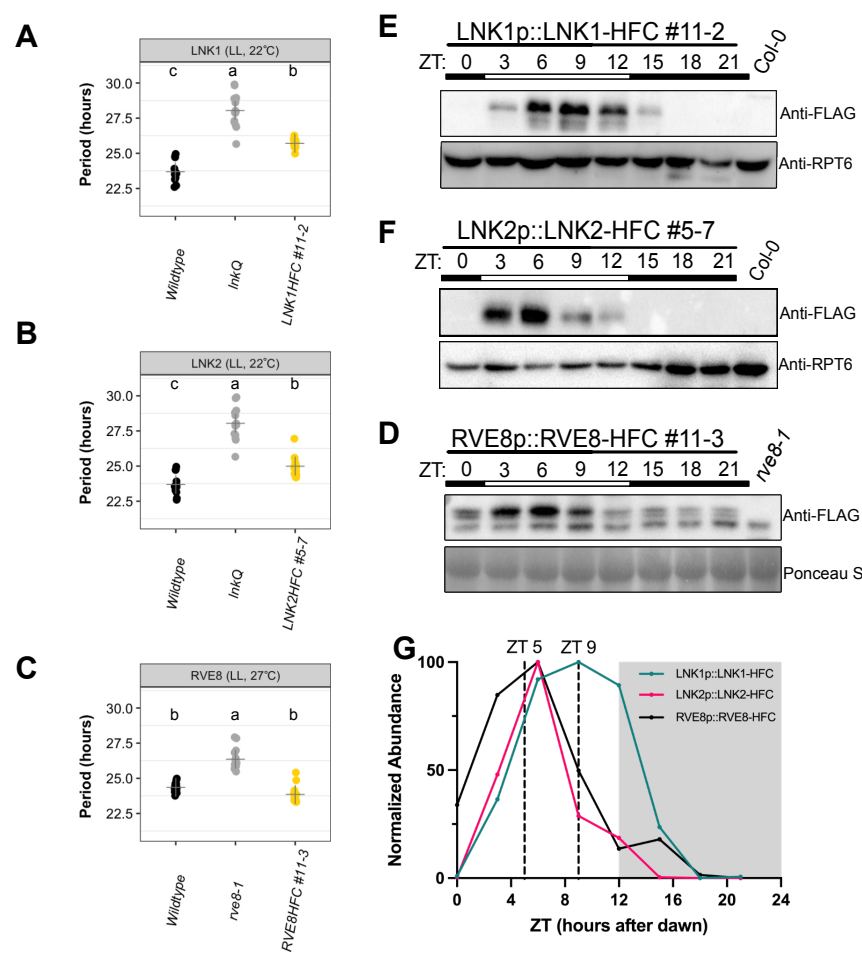 A
LNK1 (LL, 22°C)
c a b
Period (hours)
30.0
27.5
25.0
22.5
Wildtype
lnkQ
LNK1HFC #11-2
B
LNK2 (LL, 22°C)
c a b
Period (hours)
30.0
27.5
25.0
22.5
Wildtype
lnkQ
LNK2HFC #5-7
C
RVE8 (LL, 27°C)
b a b
Period (hours)
30.0
27.5
25.0
22.5
Wildtype
rve8-1
RVE8HFC #11-3
E
LNK1p::LNK1-HFC #11-2
Col-0
ZT: 0 3 6 9 12 15 18 21
Anti-FLAG
Anti-RPT6
F
LNK2p::LNK2-HFC #5-7
Col-0
ZT: 0 3 6 9 12 15 18 21
Anti-FLAG
Anti-RPT6
D
RVE8p::RVE8-HFC #11-3
rve8-1
ZT: 0 3 6 9 12 15 18 21
Anti-FLAG
Ponceau S
G
ZT 5 ZT 9
LNK1p::LNK1-HFC
LNK2p::LNK2-HFC
RVE8p::RVE8-HFC
Normalized Abundance
100
50
0
0 4 8 12 16 20 24
ZT (hours after dawn)